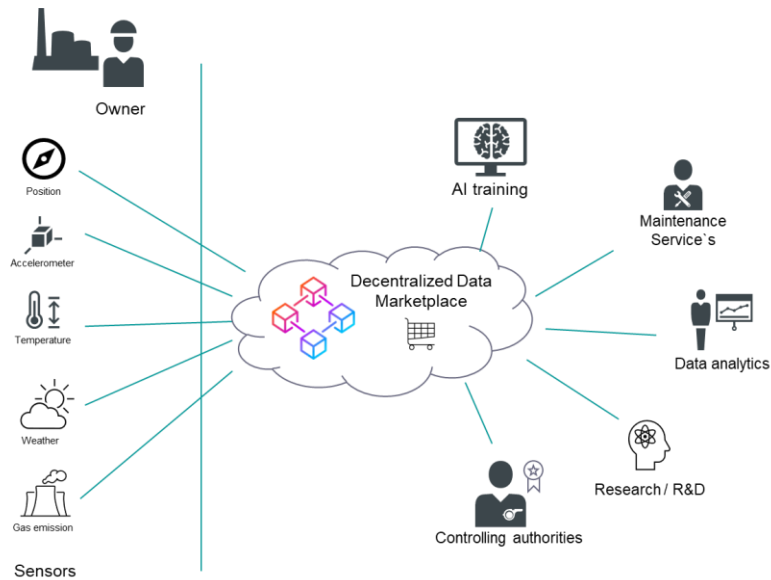 Owner
Position
Accelerometer
Temperature
Weather
Gas emission
Sensors
Decentralized Data
Marketplace
AI training
Maintenance
Service`s
Data analytics
Research / R&D
Controlling authorities